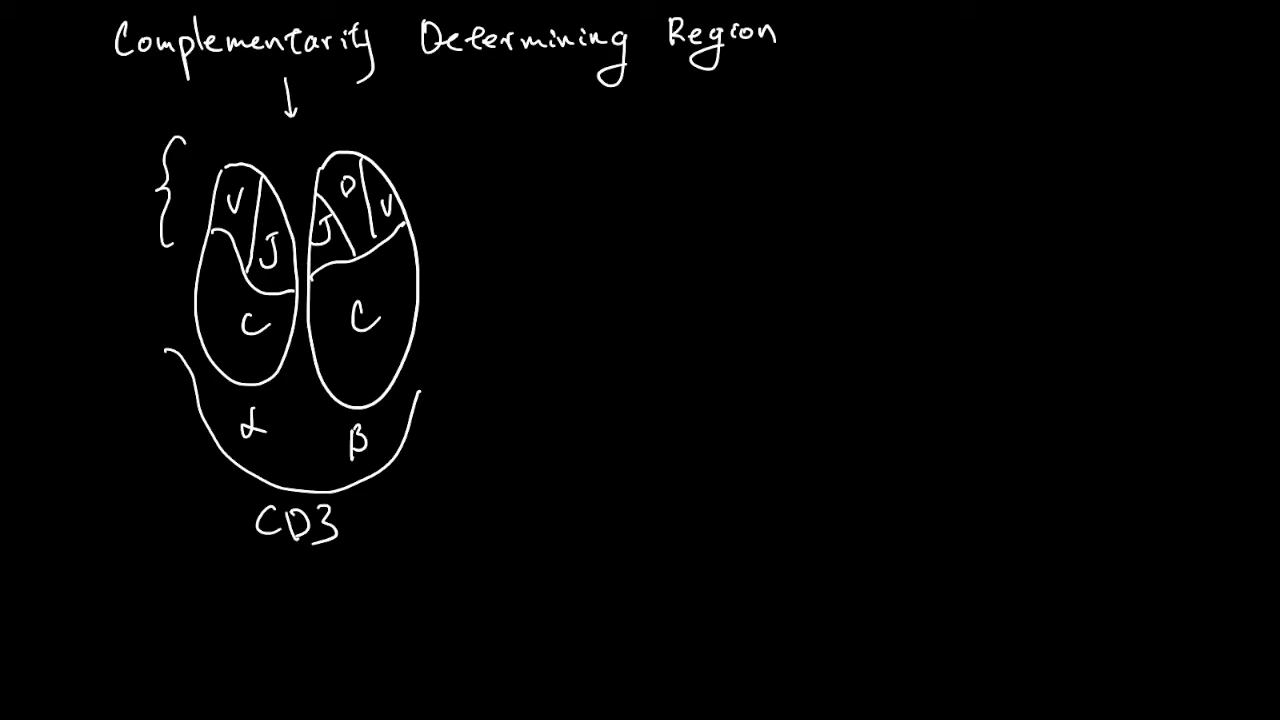 Complementarity Determining Region
V D V
J J
C C
α β
CD3